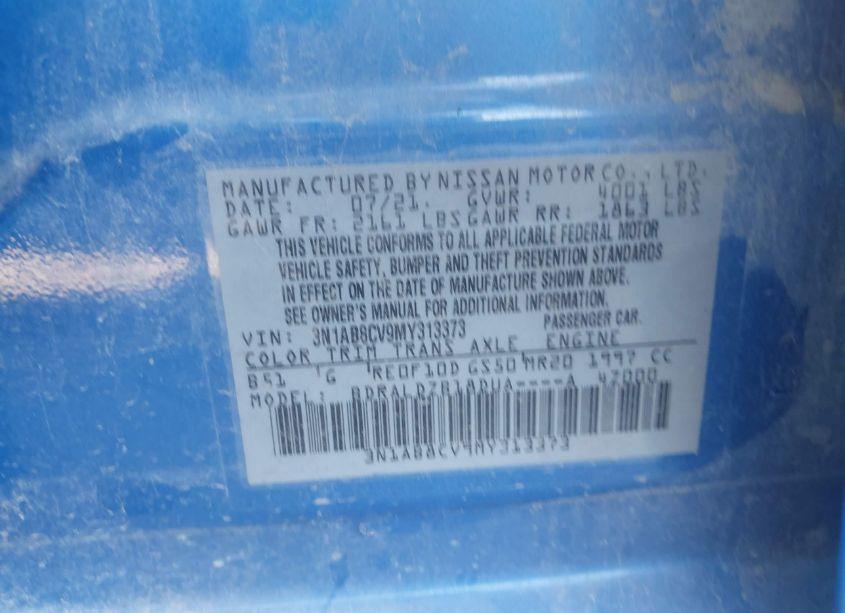 MANUFACTURED BY NISSAN MOTOR CO., LTD.
DATE: 07/21. GVWR: 4001 LBS
GAWR FR: 2161 LBS GAWR RR: 1863 LBS
THIS VEHICLE CONFORMS TO ALL APPLICABLE FEDERAL MOTOR
VEHICLE SAFETY, BUMPER AND THEFT PREVENTION STANDARDS
IN EFFECT ON THE DATE OF MANUFACTURE SHOWN ABOVE.
SEE OWNER'S MANUAL FOR ADDITIONAL INFORMATION.
VIN: 3N1AB8CV9MY313373 PASSENGER CAR.
COLOR TRIM TRANS AXLE ENGINE
B51 G RE0F10D GS50 MR20 1997 CC
MODEL: BDRALDZB18DUA----A 47000
3N1AB8CV9MY313373